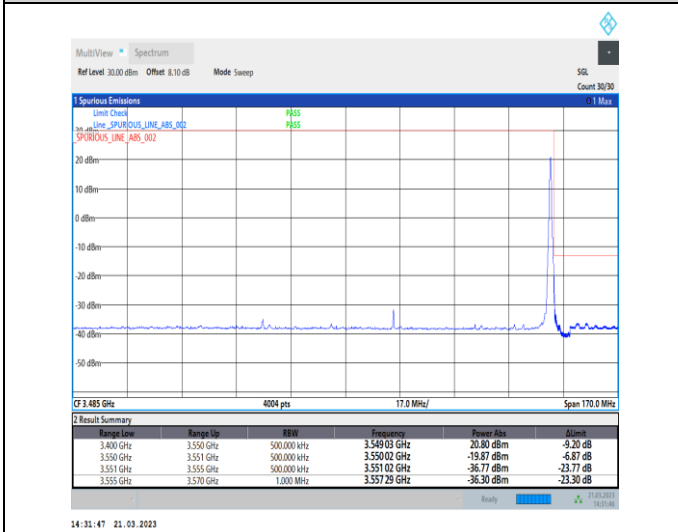 MultiView Spectrum
Ref Level 30.00 dBm Offset 8.10 dB Mode Sweep SGL
Count 30/30
1 Spurious Emissions 1 Max
Limit Check PASS
Line _SPURIOUS_LINE_ABS_002 PASS
_SPURIOUS_LINE_ABS_002
20 dBm
10 dBm
0 dBm
-10 dBm
-20 dBm
-30 dBm
-40 dBm
-50 dBm
CF 3.485 GHz 4004 pts 17.0 MHz/ Span 170.0 MHz
2 Result Summary
Range Low Range Up RBW Frequency Power Abs ΔLimit
3.400 GHz 3.550 GHz 500.000 kHz 3.549 03 GHz 20.80 dBm -9.20 dB
3.550 GHz 3.551 GHz 500.000 kHz 3.550 02 GHz -19.87 dBm -6.87 dB
3.551 GHz 3.555 GHz 500.000 kHz 3.551 02 GHz -36.77 dBm -23.77 dB
3.555 GHz 3.570 GHz 1.000 MHz 3.557 29 GHz -36.30 dBm -23.30 dB
Ready 21.03.2023
14:31:46
14:31:47 21.03.2023